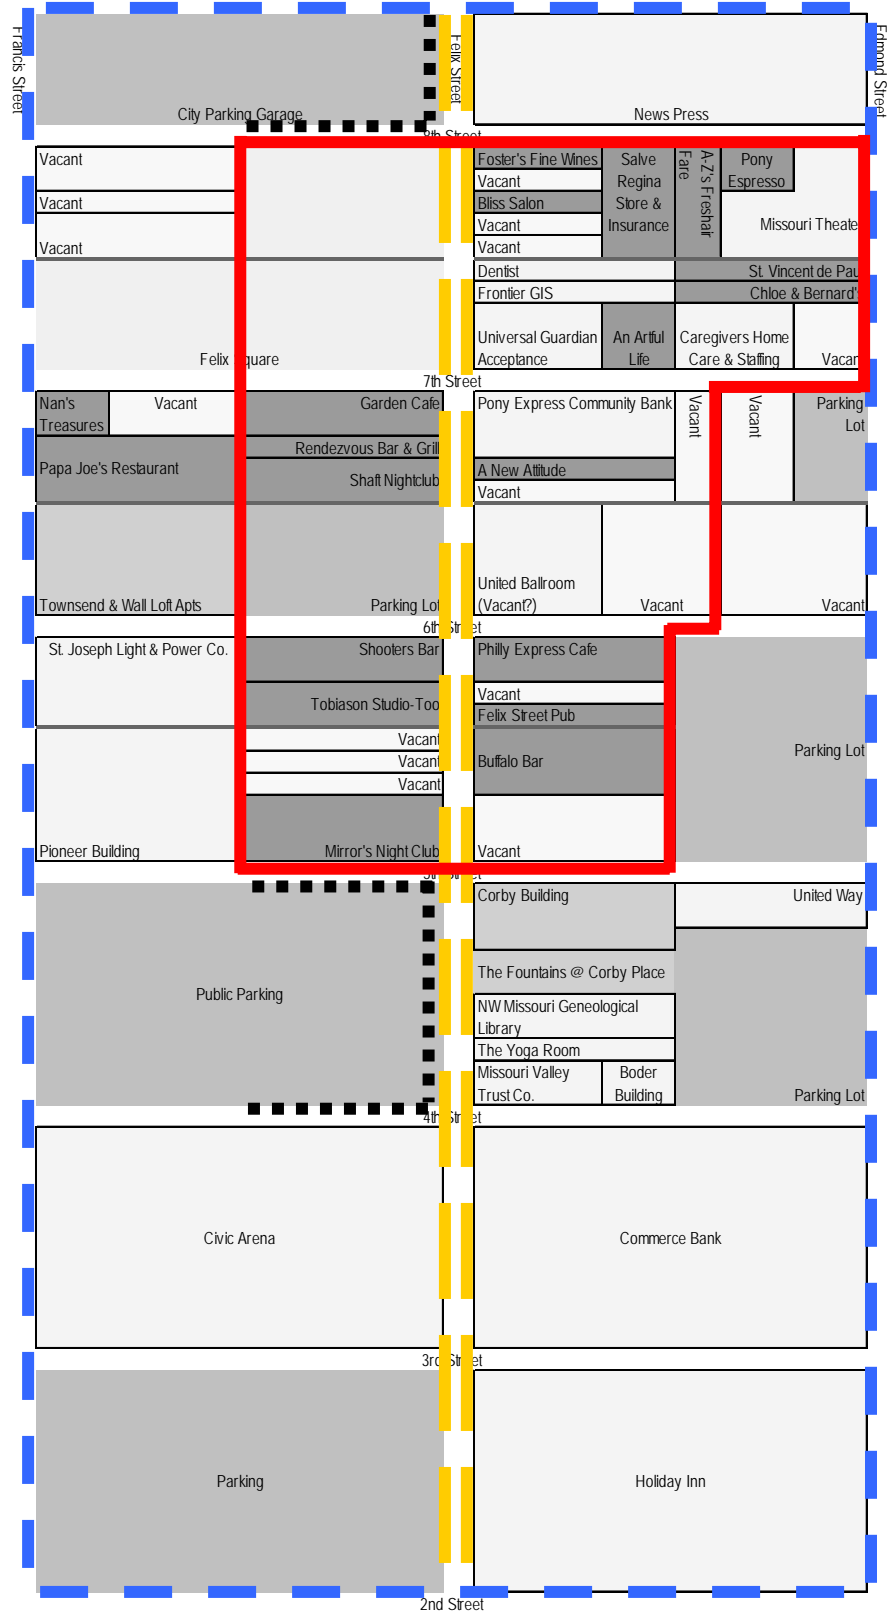 Francis Street
Felix Street
Edmond Street
City Parking Garage
News Press
8th Street
Vacant
Vacant
Vacant
Foster's Fine Wines
Vacant
Bliss Salon
Vacant
Vacant
Salve
Regina
Store &
Insurance
A-Z's Freshair
Fare
Pony
Espresso
Missouri Theate
Dentist
St. Vincent de Pau
Frontier GIS
Chloe & Bernard's
Felix Square
Universal Guardian
Acceptance
An Artful
Life
Caregivers Home
Care & Staffing
Vacant
7th Street
Nan's
Treasures
Vacant
Garden Cafe
Rendezvous Bar & Grill
Papa Joe's Restaurant
Shaft Nightclub
Pony Express Community Bank
A New Attitude
Vacant
Vacant
Vacant
Parking
Lot
Townsend & Wall Loft Apts
Parking Lot
United Ballroom
(Vacant?)
Vacant
Vacant
6th Street
St. Joseph Light & Power Co.
Shooters Bar
Tobiason Studio-Too
Philly Express Cafe
Vacant
Felix Street Pub
Vacant
Vacant
Vacant
Buffalo Bar
Parking Lot
Pioneer Building
Mirror's Night Club
Vacant
5th Street
Public Parking
Corby Building
United Way
The Fountains @ Corby Place
NW Missouri Geneological
Library
The Yoga Room
Missouri Valley
Trust Co.
Boder
Building
Parking Lot
4th Street
Civic Arena
Commerce Bank
3rd Street
Parking
Holiday Inn
2nd Street